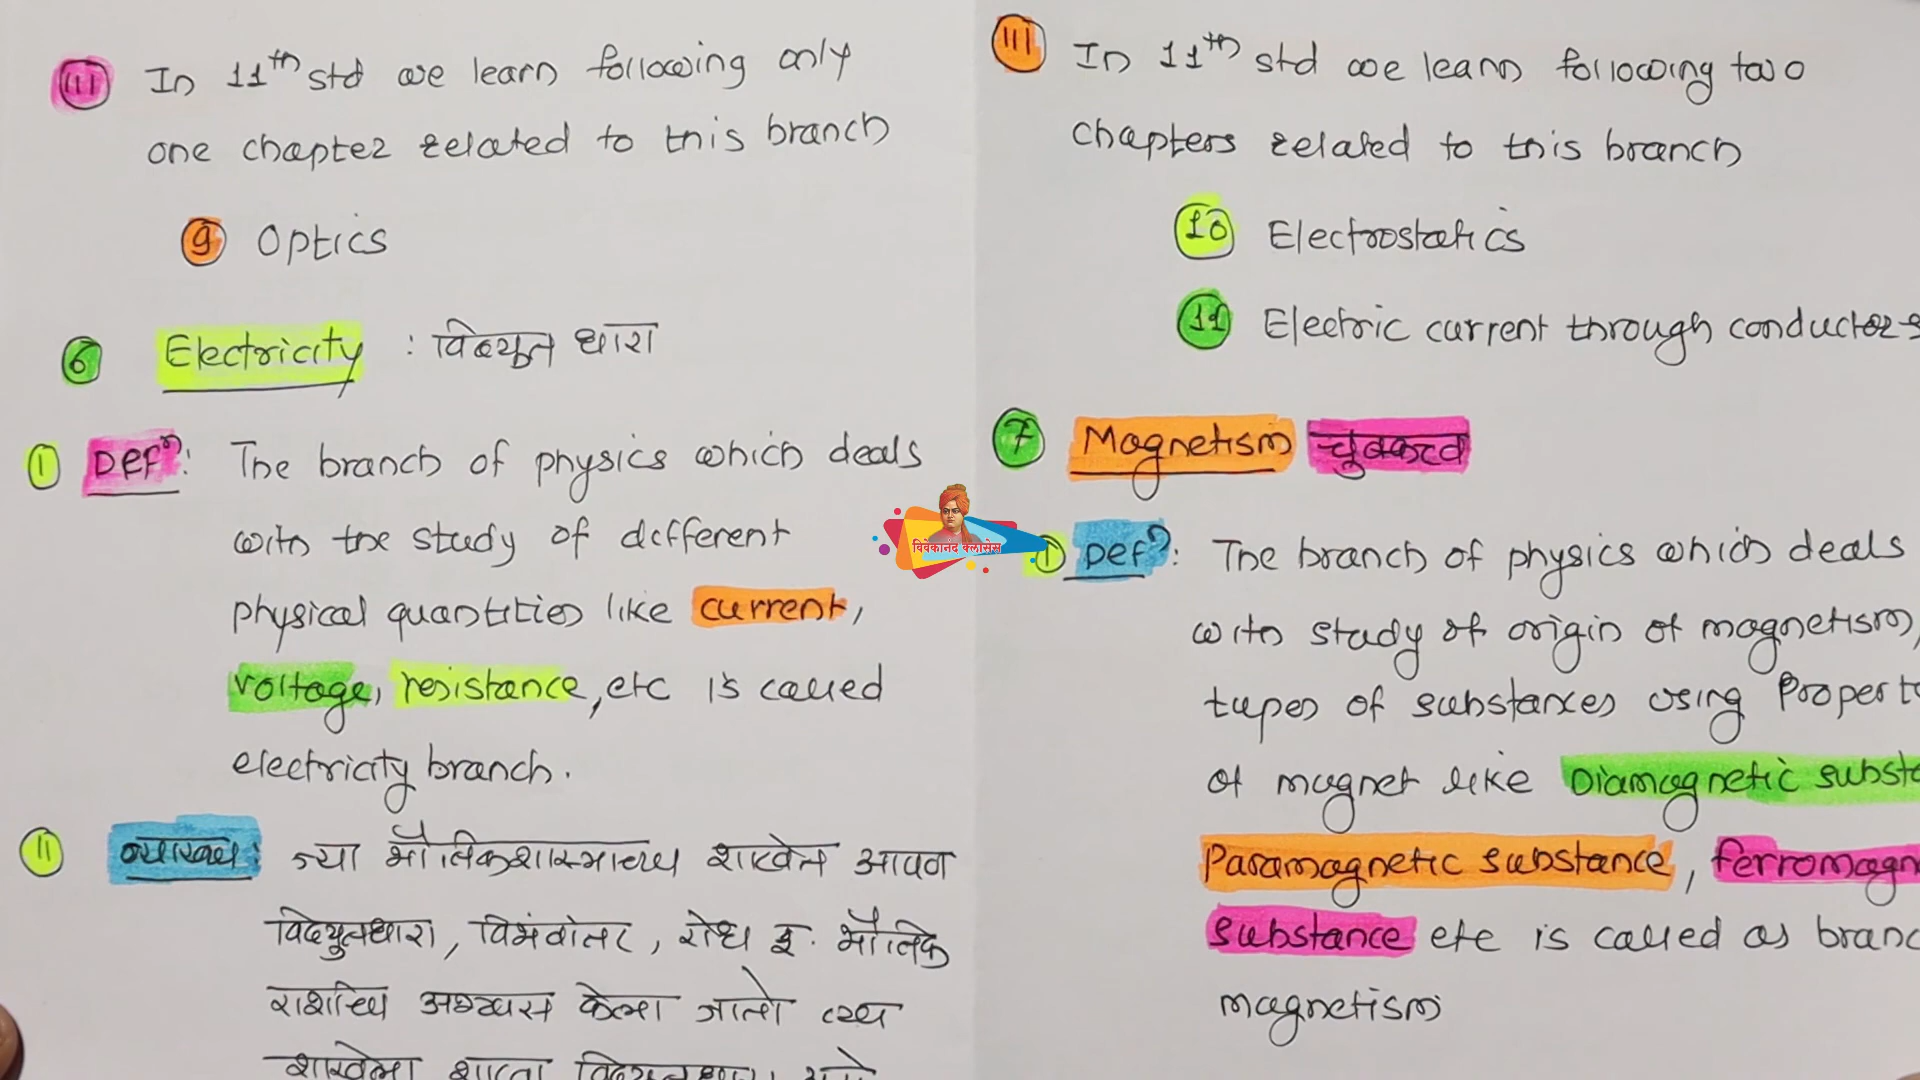 III In 11th std we learn following only
one chapter related to this branch
9 Optics
6 Electricity : विद्युत धारा
I Defn: The branch of physics which deals
with the study of different
physical quantities like current,
voltage, resistance, etc is called
electricity branch.
II व्याख्या: ज्या भौतिकशास्त्राच्या शाखेत आपण
विद्युतधारा, विभवांतर, रोध इ. भौतिक
राशींचा अभ्यास केला जातो त्या
शाखेला
III In 11th std we learn following two
chapters related to this branch
10 Electrostatics
11 Electric current through conductors
7 Magnetism चुंबकत्व
I Defn: The branch of physics which deals
with study of origin of magnetism,
types of substances using Propert
of magnet like Diamagnetic subst
Paramagnetic substance, ferromagn
substance etc is called as branc
magnetism
विवेकानंद क्लासेस